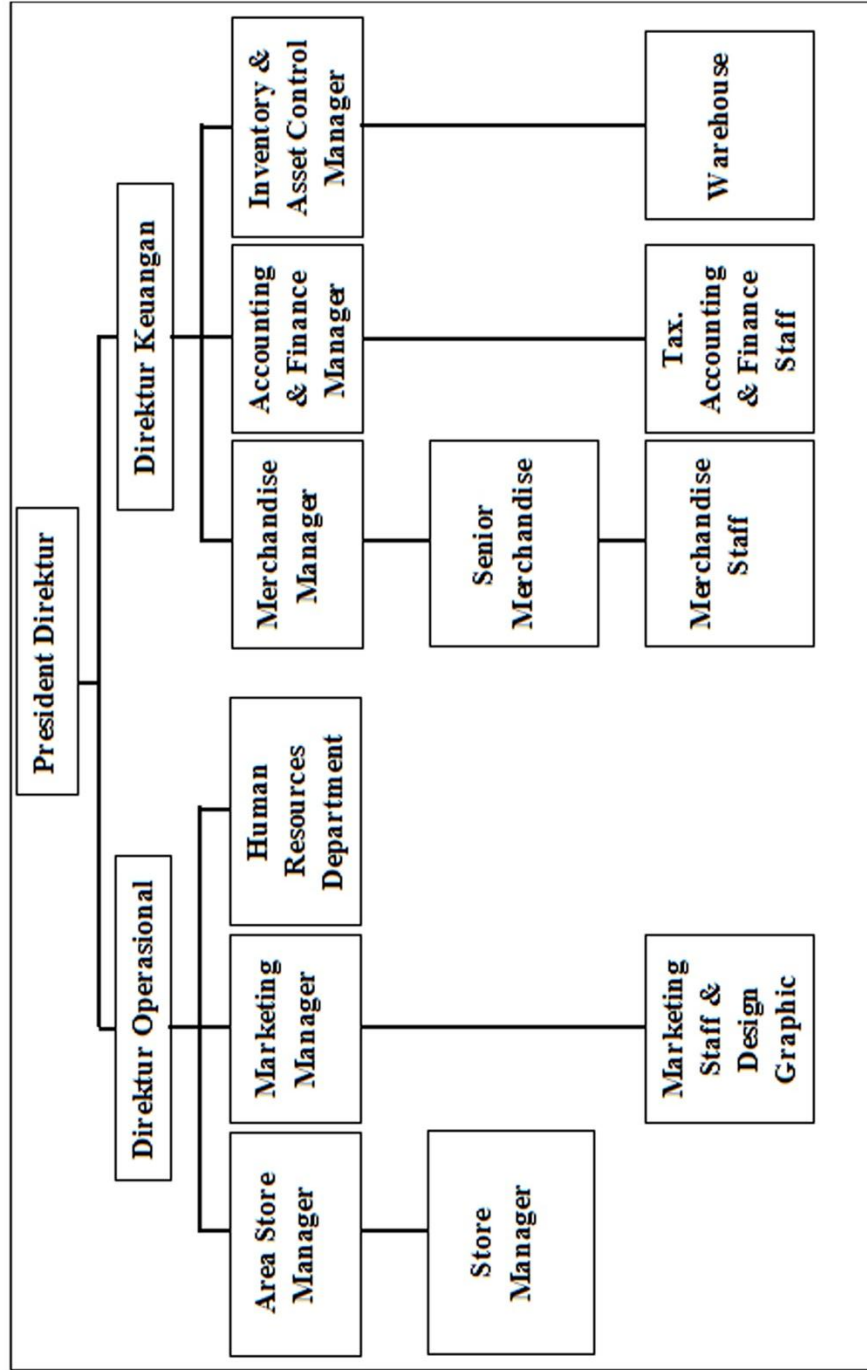 President Direktur
Direktur Operasional
Direktur Keuangan
Area Store
Manager
Marketing
Manager
Human
Resources
Department
Merchandise
Manager
Accounting
& Finance
Manager
Inventory &
Asset Control
Manager
Store
Manager
Senior
Merchandise
Marketing
Staff &
Design
Graphic
Merchandise
Staff
Tax.
Accounting
& Finance
Staff
Warehouse